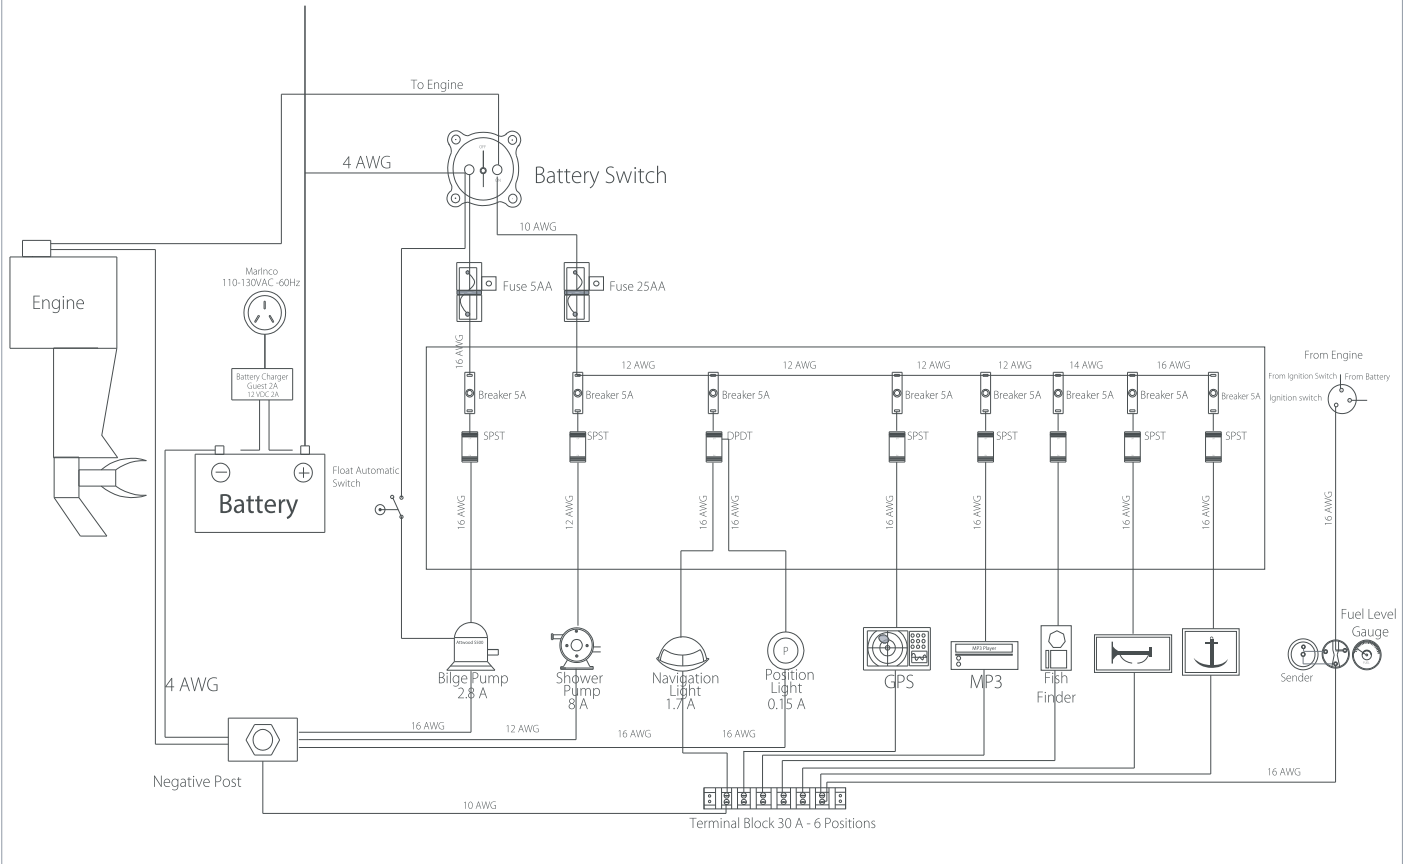 To Engine
OFF
4 AWG
Battery Switch
10 AWG
MarInco
110-130VAC -60Hz
Engine
Fuse 5AA
Fuse 25AA
16 AWG
12 AWG
12 AWG
12 AWG
12 AWG
14 AWG
16 AWG
From Engine
From Ignition Switch
From Battery
Ignition switch
Battery Charger
Guest 2A
12 VDC 2A
Breaker 5A
Breaker 5A
Breaker 5A
Breaker 5A
Breaker 5A
Breaker 5A
Breaker 5A
Breaker 5A
SPST
SPST
DPDT
SPST
SPST
SPST
SPST
Battery
Float Automatic
Switch
16 AWG
12 AWG
16 AWG
16 AWG
16 AWG
16 AWG
16 AWG
16 AWG
16 AWG
Attwood 5500
P
MP3 Player
Fuel Level
Gauge
Sender
Bilge Pump
2.8 A
Shower
Pump
8 A
Navigation
Light
1.7 A
Position
Light
0.15 A
GPS
MP3
Fish
Finder
4 AWG
16 AWG
12 AWG
16 AWG
16 AWG
Negative Post
16 AWG
10 AWG
Terminal Block 30 A - 6 Positions